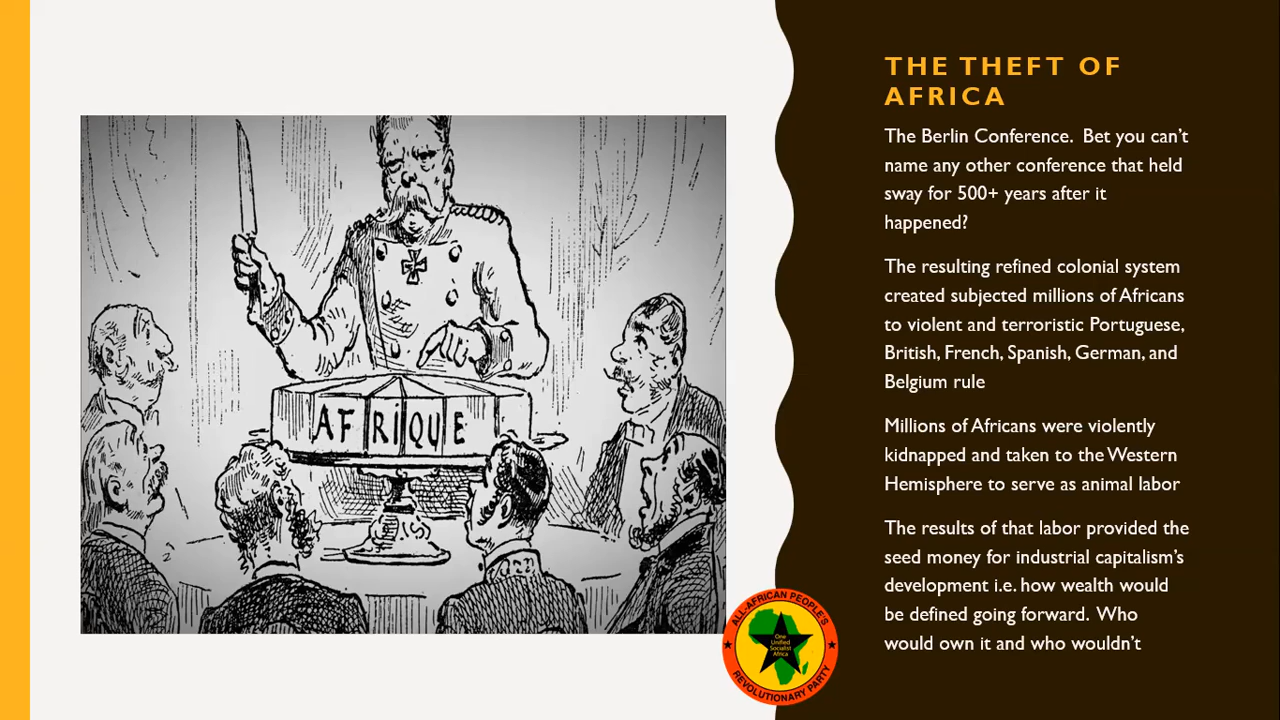 THE THEFT OF
AFRICA
The Berlin Conference.  Bet you can't
name any other conference that held
sway for 500+ years after it
happened?
The resulting refined colonial system
created subjected millions of Africans
to violent and terroristic Portuguese,
British, French, Spanish, German, and
Belgium rule
Millions of Africans were violently
kidnapped and taken to the Western
Hemisphere to serve as animal labor
The results of that labor provided the
seed money for industrial capitalism's
development i.e. how wealth would
be defined going forward.  Who
would own it and who wouldn't
AFRIQUE
ALL-AFRICAN PEOPLE'S
One
Unified
Socialist
Africa
REVOLUTIONARY PARTY